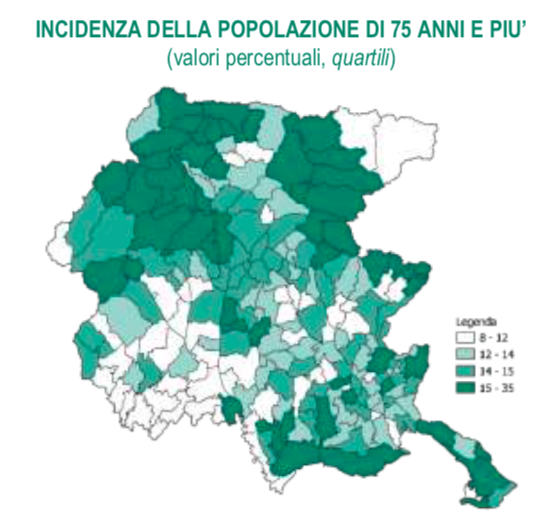 INCIDENZA DELLA POPOLAZIONE DI 75 ANNI E PIU'
(valori percentuali, quartili)
Legenda
8 - 12
12 - 14
14 - 15
15 - 35